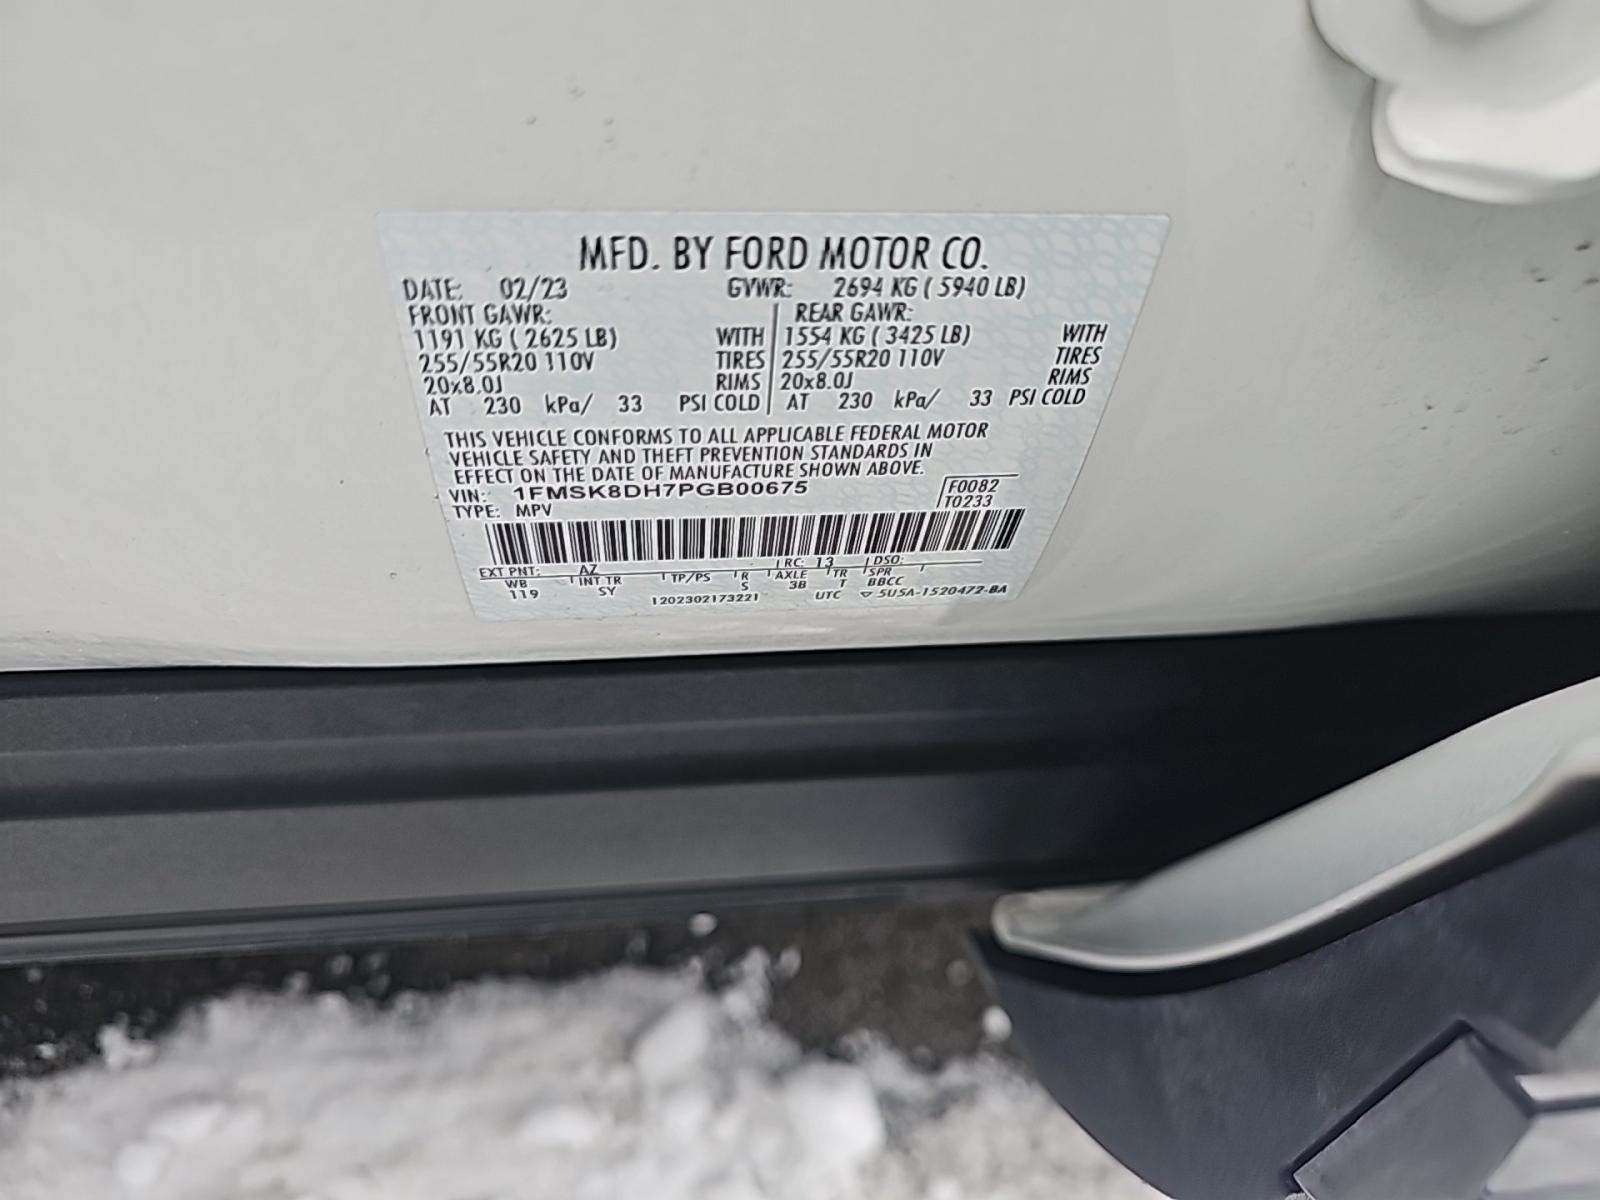 MFD. BY FORD MOTOR CO.
DATE: 02/23 GVWR: 2694 KG ( 5940 LB)
FRONT GAWR: REAR GAWR:
1191 KG ( 2625 LB) WITH 1554 KG ( 3425 LB) WITH
255/55R20 110V TIRES 255/55R20 110V TIRES
20x8.0J RIMS 20x8.0J RIMS
AT 230 kPa/ 33 PSI COLD AT 230 kPa/ 33 PSI COLD
THIS VEHICLE CONFORMS TO ALL APPLICABLE FEDERAL MOTOR
VEHICLE SAFETY AND THEFT PREVENTION STANDARDS IN
EFFECT ON THE DATE OF MANUFACTURE SHOWN ABOVE.
VIN: 1FMSK8DH7PGB00675 F0082
TYPE: MPV T0233
EXT PNT: AZ RC: 13 DSO:
WB INT TR TP/PS R AXLE TR SPR
119 SY S 3B T BBCC
1202302173221 UTC ▽ 5U5A-1520472-BA